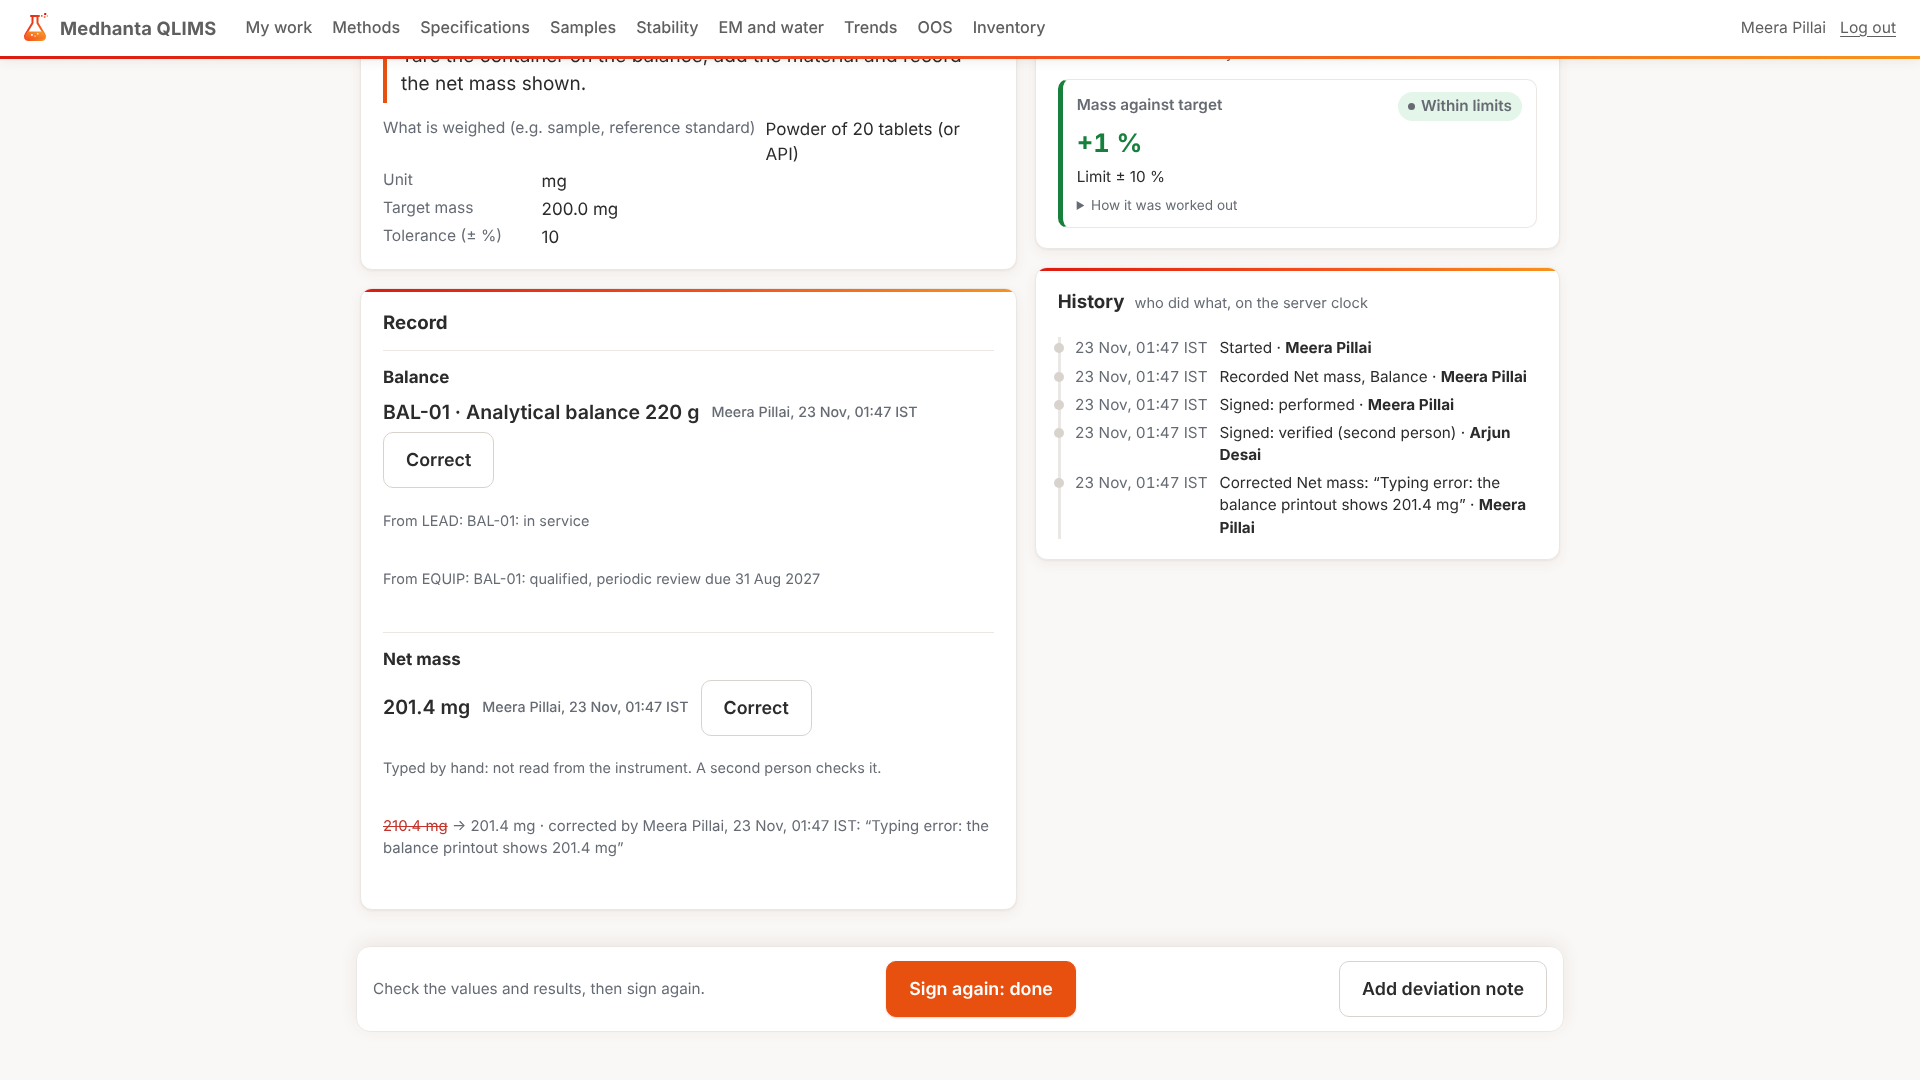 Medhanta QLIMS
My work
Methods
Specifications
Samples
Stability
EM and water
Trends
OOS
Inventory
Meera Pillai
Log out
Tare the container on the balance, add the material and record
the net mass shown.
What is weighed (e.g. sample, reference standard)
Powder of 20 tablets (or
API)
Unit
mg
Target mass
200.0 mg
Tolerance (± %)
10
Record
Balance
BAL-01 · Analytical balance 220 g
Meera Pillai, 23 Nov, 01:47 IST
Correct
From LEAD: BAL-01: in service
From EQUIP: BAL-01: qualified, periodic review due 31 Aug 2027
Net mass
201.4 mg
Meera Pillai, 23 Nov, 01:47 IST
Correct
Typed by hand: not read from the instrument. A second person checks it.
210.4 mg → 201.4 mg · corrected by Meera Pillai, 23 Nov, 01:47 IST: “Typing error: the
balance printout shows 201.4 mg”
Mass against target
Within limits
+1 %
Limit ± 10 %
How it was worked out
History who did what, on the server clock
23 Nov, 01:47 IST Started · Meera Pillai
23 Nov, 01:47 IST Recorded Net mass, Balance · Meera Pillai
23 Nov, 01:47 IST Signed: performed · Meera Pillai
23 Nov, 01:47 IST Signed: verified (second person) · Arjun
Desai
23 Nov, 01:47 IST Corrected Net mass: “Typing error: the
balance printout shows 201.4 mg” · Meera
Pillai
Check the values and results, then sign again.
Sign again: done
Add deviation note